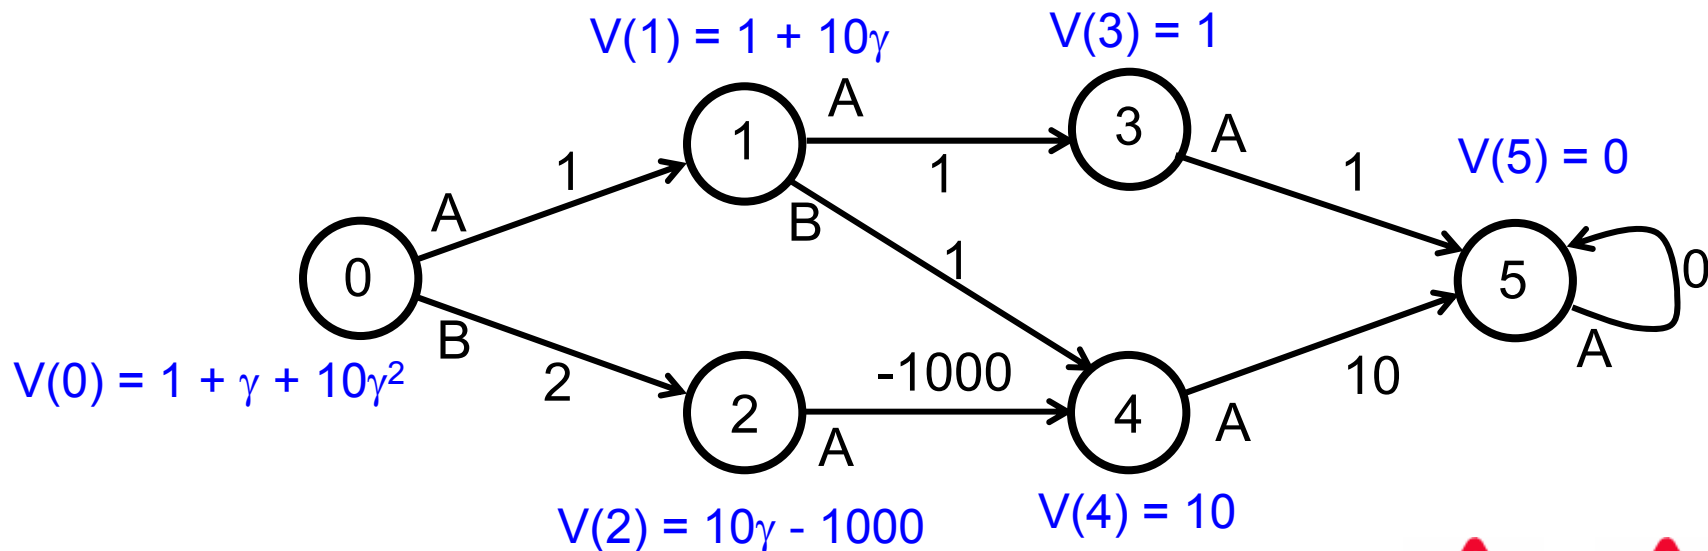 V(1) = 1 + 10γ
V(3) = 1
A
1
3
A
V(5) = 0
1
1
1
A
B
0
1
5
0
B
2
-1000
10
A
V(0) = 1 + γ + 10γ²
2
4
A
A
V(2) = 10γ - 1000
V(4) = 10